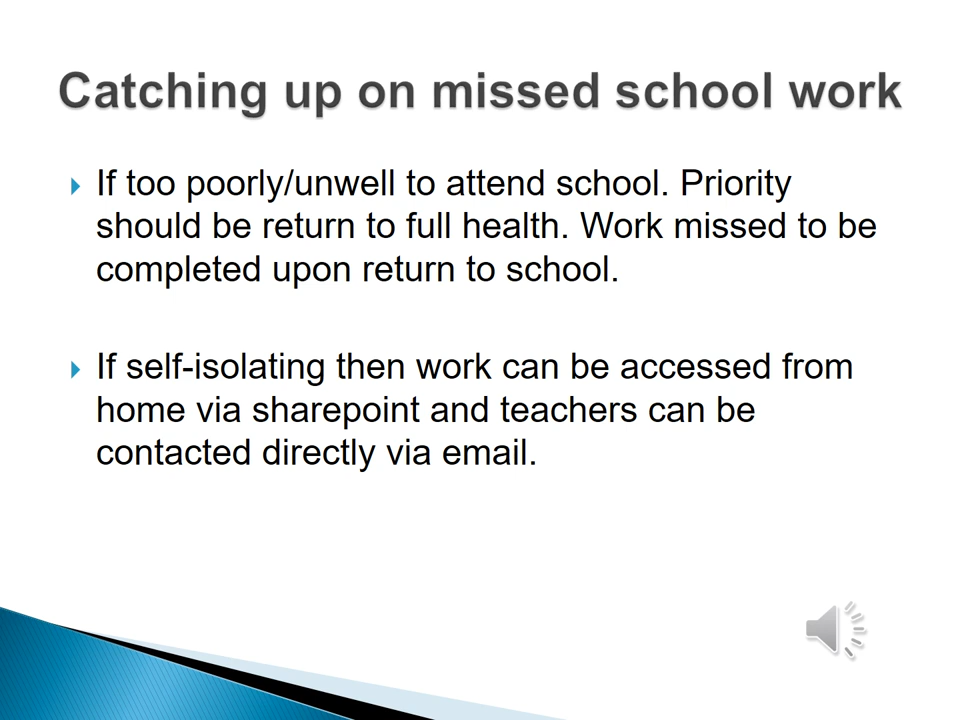 Catching up on missed school work
If too poorly/unwell to attend school. Priority
should be return to full health. Work missed to be
completed upon return to school.
If self-isolating then work can be accessed from
home via sharepoint and teachers can be
contacted directly via email.